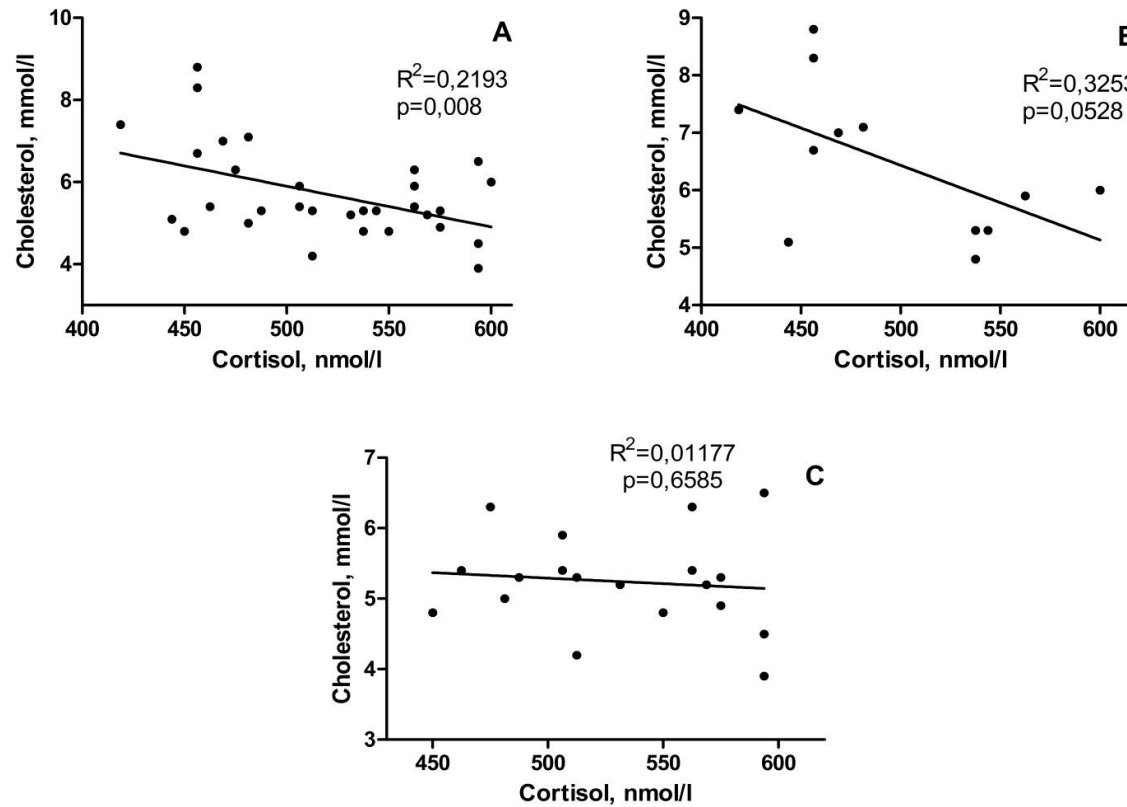 A
R²=0,2193
p=0,008
Cholesterol, mmol/l
10
8
6
4
400 450 500 550 600
Cortisol, nmol/l
B
R²=0,3253
p=0,0528
Cholesterol, mmol/l
9
8
7
6
5
4
400 450 500 550 600
Cortisol, nmol/l
R²=0,01177
p=0,6585
C
Cholesterol, mmol/l
7
6
5
4
3
450 500 550 600
Cortisol, nmol/l